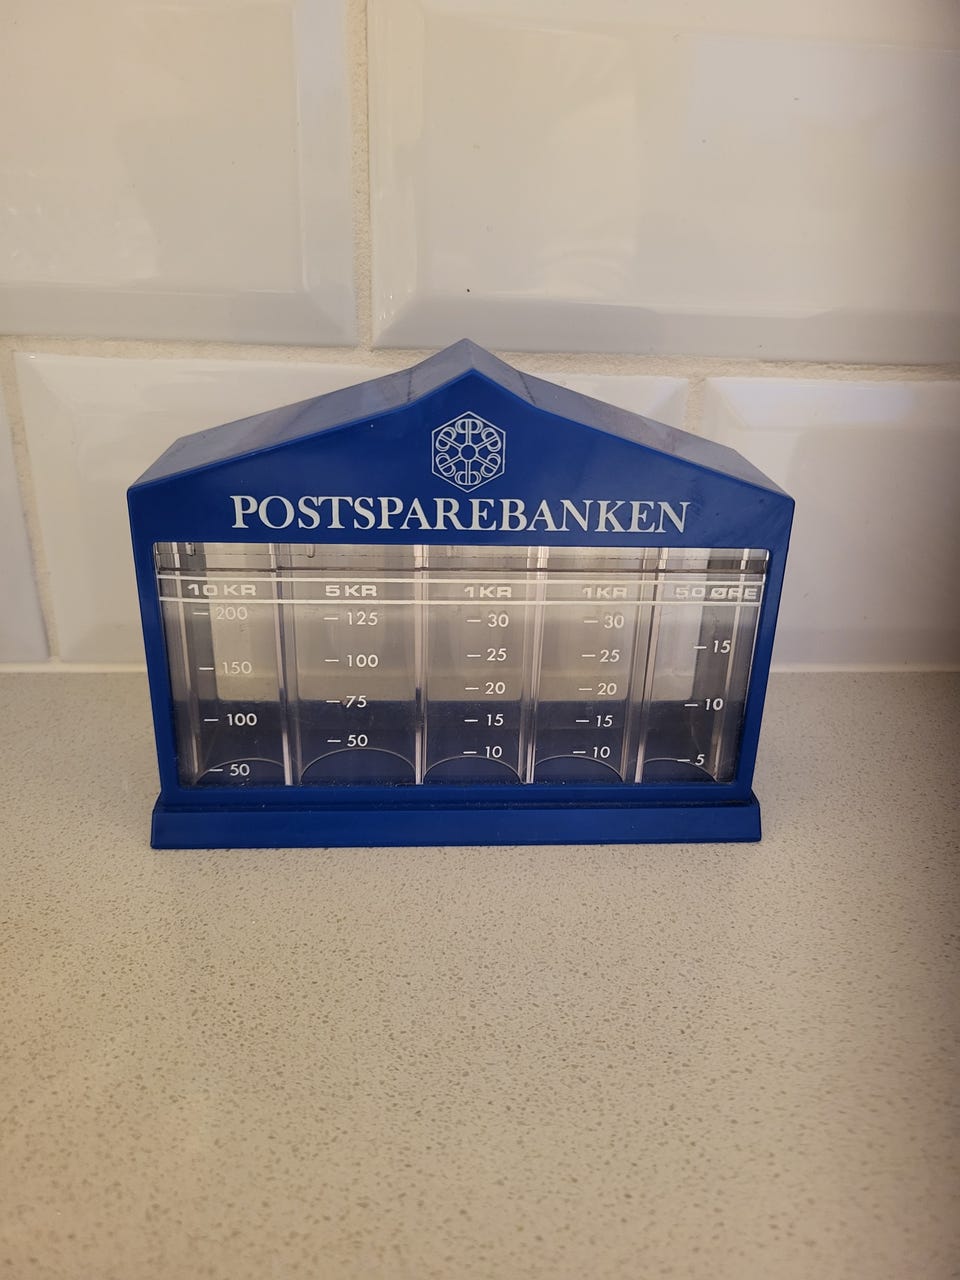 POSTSPAREBANKEN
10 KR 5 KR 1 KR 1 KR 50 ØRE
— 200 — 125 — 30 — 30 — 15
— 150 — 100 — 25 — 25 — 10
— 100 — 75 — 20 — 20 — 5
— 50 — 50 — 15 — 15
— 10 — 10